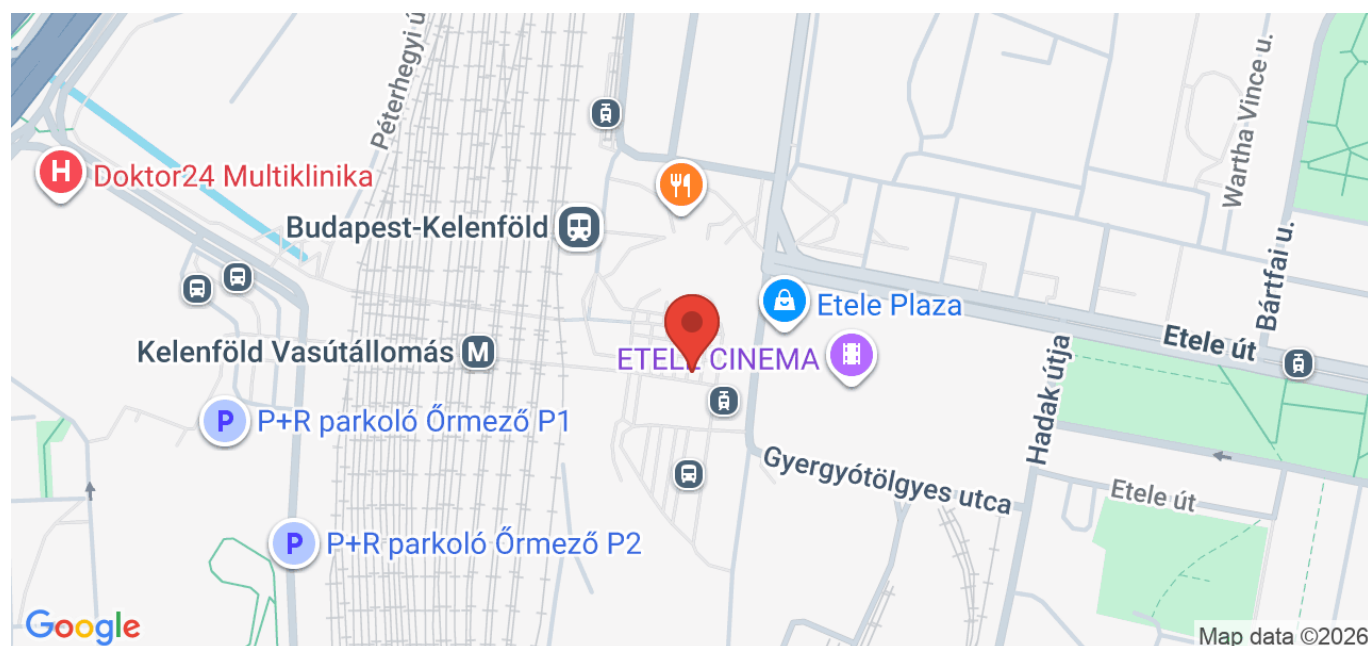 Péterhegyi ú
Wartha Vince u.
H
Doktor24 Multiklinika
Budapest-Kelenföld
Bártfai u.
Etele Plaza
Etele út
Kelenföld Vasútállomás M
ETELE CINEMA
Hadak útja
P P+R parkoló Őrmező P1
Gyergyótölgyes utca
Etele út
P P+R parkoló Őrmező P2
Google
Map data ©2026